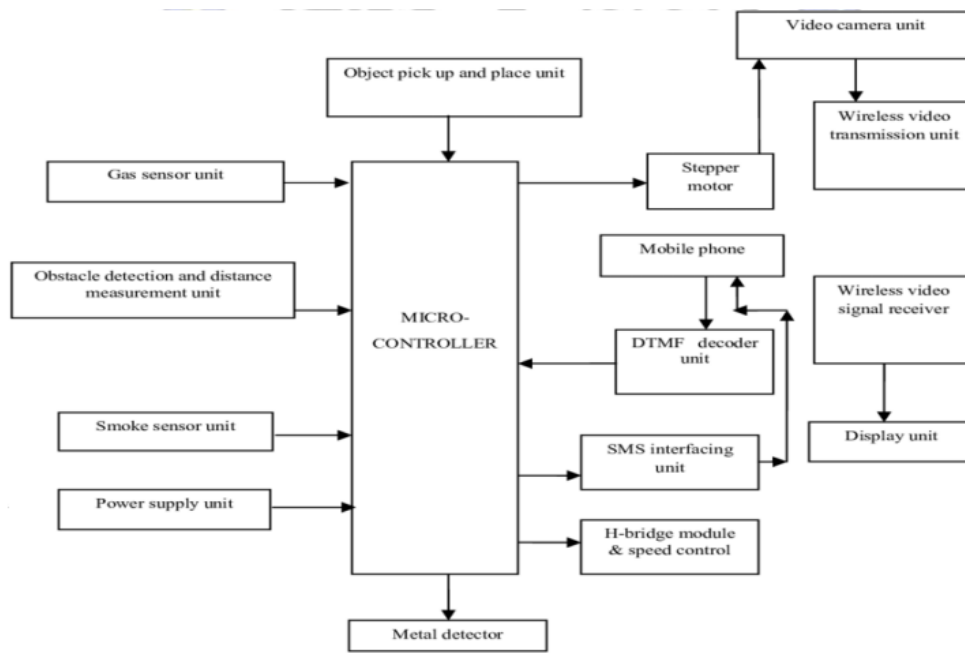 Video camera unit
Object pick up and place unit
Wireless video
transmission unit
Gas sensor unit
Stepper
motor
Mobile phone
Obstacle detection and distance
measurement unit
Wireless video
signal receiver
MICRO-
CONTROLLER
DTMF decoder
unit
Smoke sensor unit
SMS interfacing
unit
Display unit
Power supply unit
H-bridge module
& speed control
Metal detector